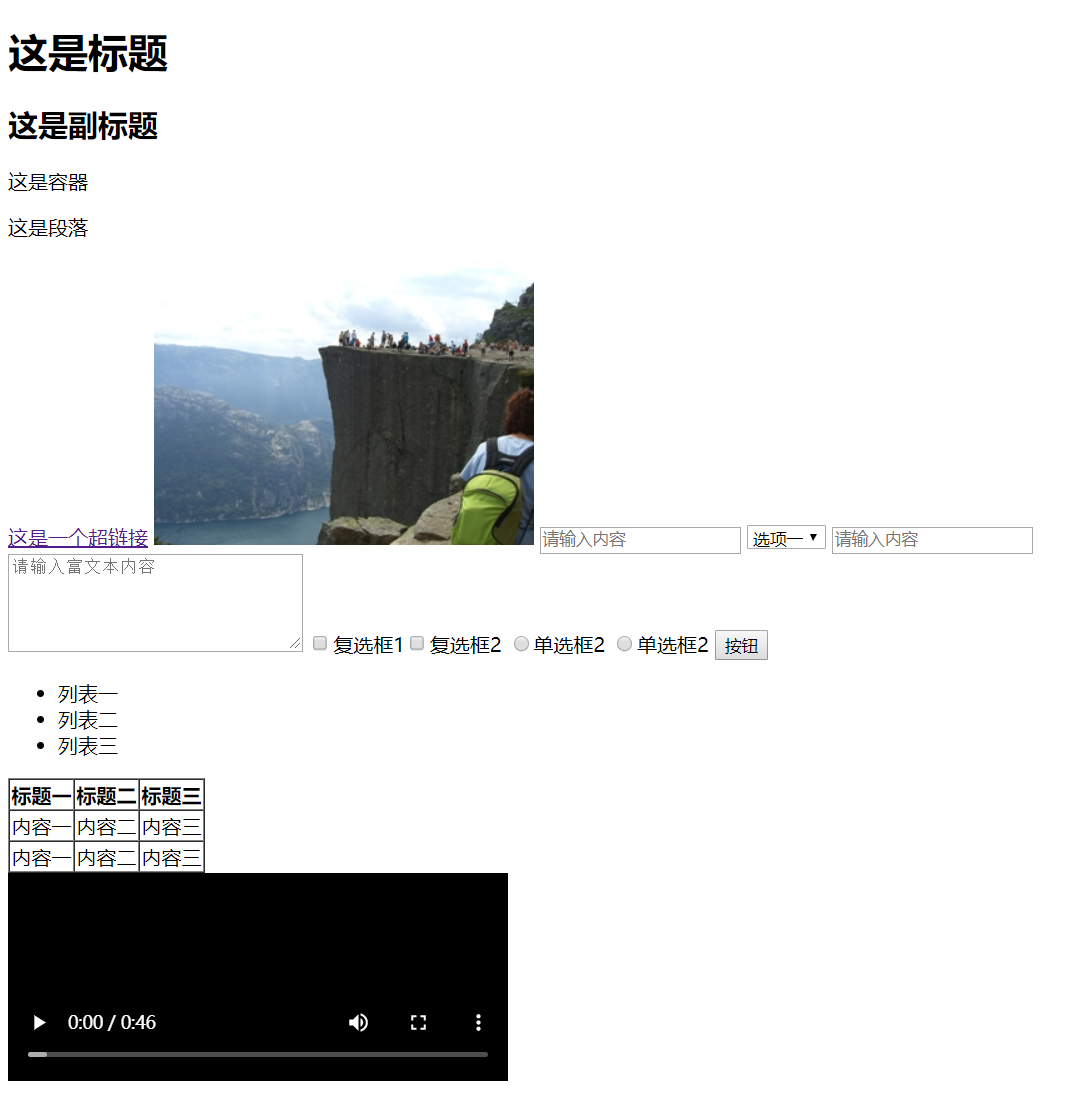 这是标题
这是副标题
这是容器
这是段落
这是一个超链接 请输入内容 选项一 请输入内容
请输入富文本内容
复选框1 复选框2 单选框2 单选框2 按钮
列表一
列表二
列表三
标题一 标题二 标题三
内容一 内容二 内容三
内容一 内容二 内容三
0:00 / 0:46